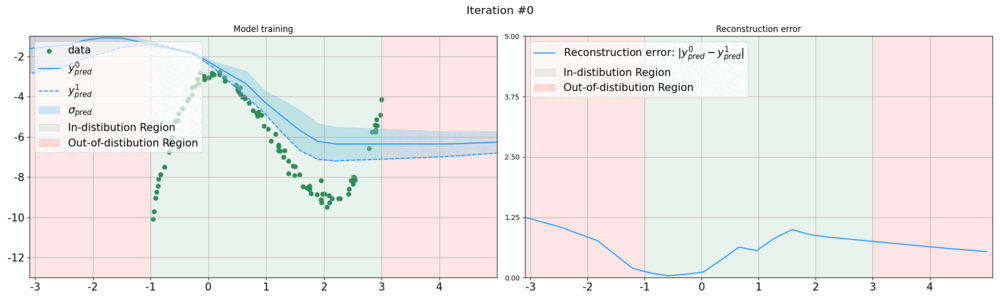 Iteration #0
Model training
-2
-4
-6
-8
-10
-12
-3
-2
-1
0
1
2
3
4
data
y⁰pred
y¹pred
σpred
In-distibution Region
Out-of-distibution Region
Reconstruction error
5.00
3.75
2.50
1.25
0.00
-3
-2
-1
0
1
2
3
4
5
Reconstruction error: |y⁰pred − y¹pred|
In-distibution Region
Out-of-distibution Region